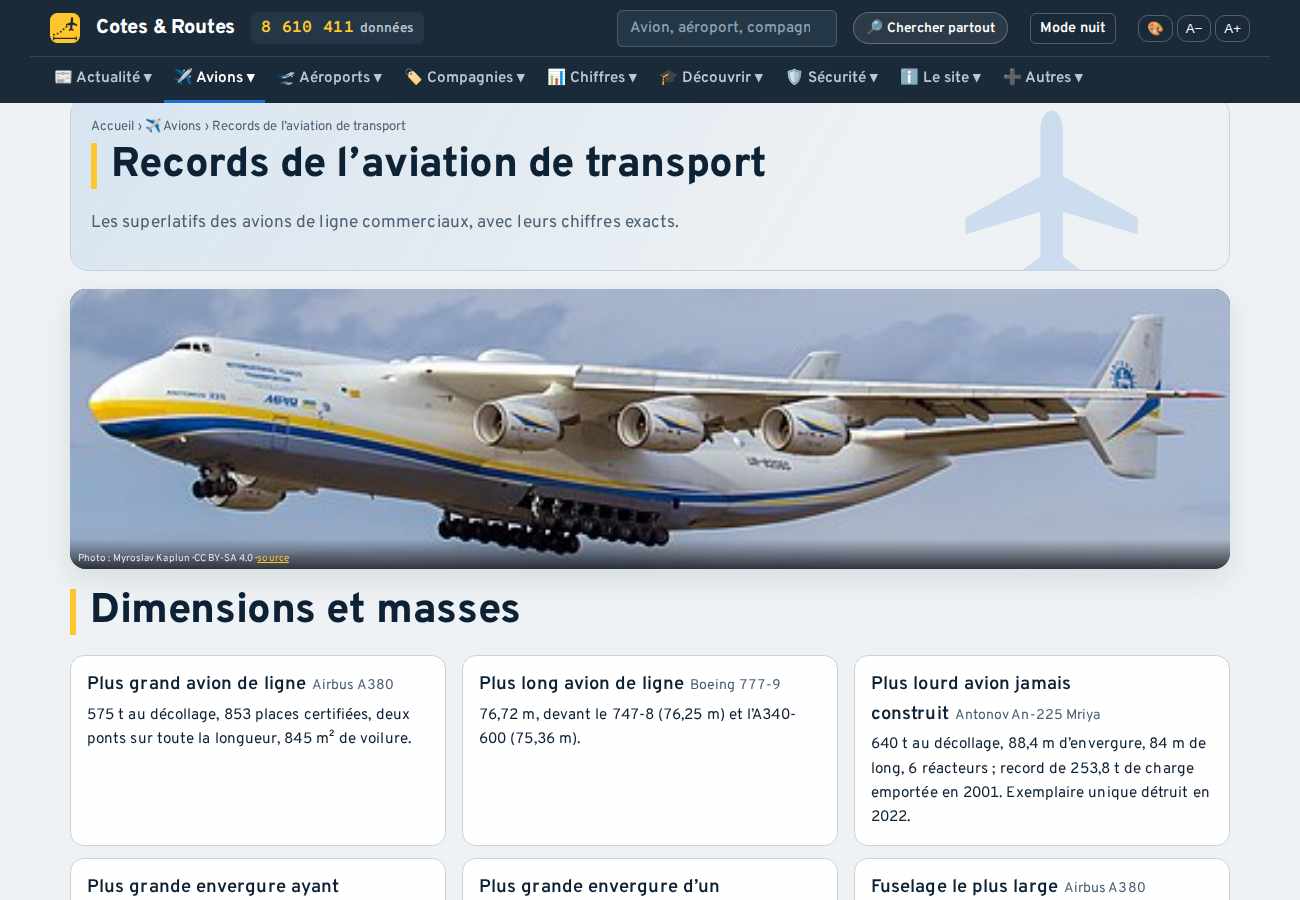 Cotes & Routes
8 610 411 données
Avion, aéroport, compagn
🔎 Chercher partout
Mode nuit
🎨
A−
A+
📰 Actualité ▾
✈️ Avions ▾
🛫 Aéroports ▾
🏷️ Compagnies ▾
📊 Chiffres ▾
🎓 Découvrir ▾
🛡️ Sécurité ▾
ℹ️ Le site ▾
➕ Autres ▾
Accueil › ✈️ Avions › Records de l’aviation de transport
Records de l’aviation de transport
Les superlatifs des avions de ligne commerciaux, avec leurs chiffres exacts.
Photo : Myroslav Kaplun · CC BY-SA 4.0 · source
Dimensions et masses
Plus grand avion de ligne Airbus A380
575 t au décollage, 853 places certifiées, deux
ponts sur toute la longueur, 845 m² de voilure.
Plus long avion de ligne Boeing 777-9
76,72 m, devant le 747-8 (76,25 m) et l’A340-
600 (75,36 m).
Plus lourd avion jamais
construit Antonov An-225 Mriya
640 t au décollage, 88,4 m d’envergure, 84 m de
long, 6 réacteurs ; record de 253,8 t de charge
emportée en 2001. Exemplaire unique détruit en
2022.
Plus grande envergure ayant
Plus grande envergure d’un
Fuselage le plus large Airbus A380